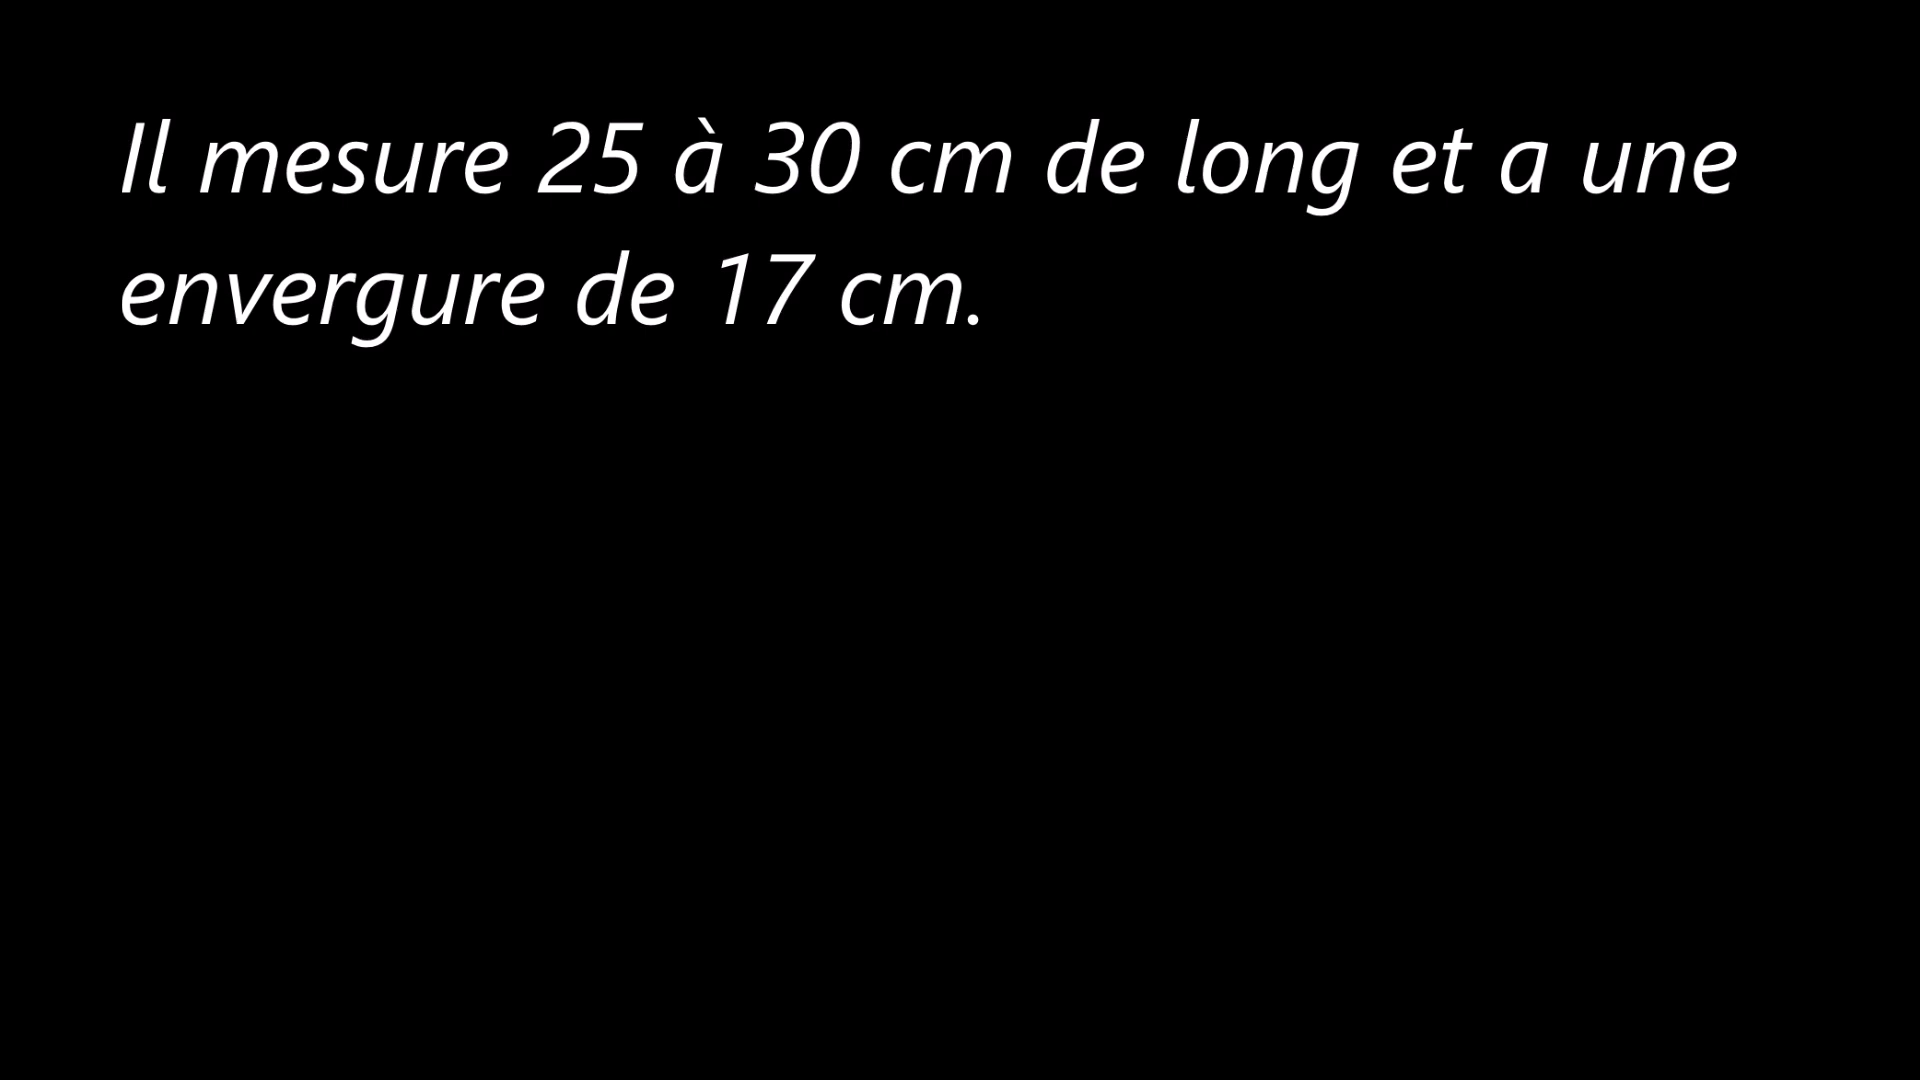 Il mesure 25 à 30 cm de long et a une
envergure de 17 cm.